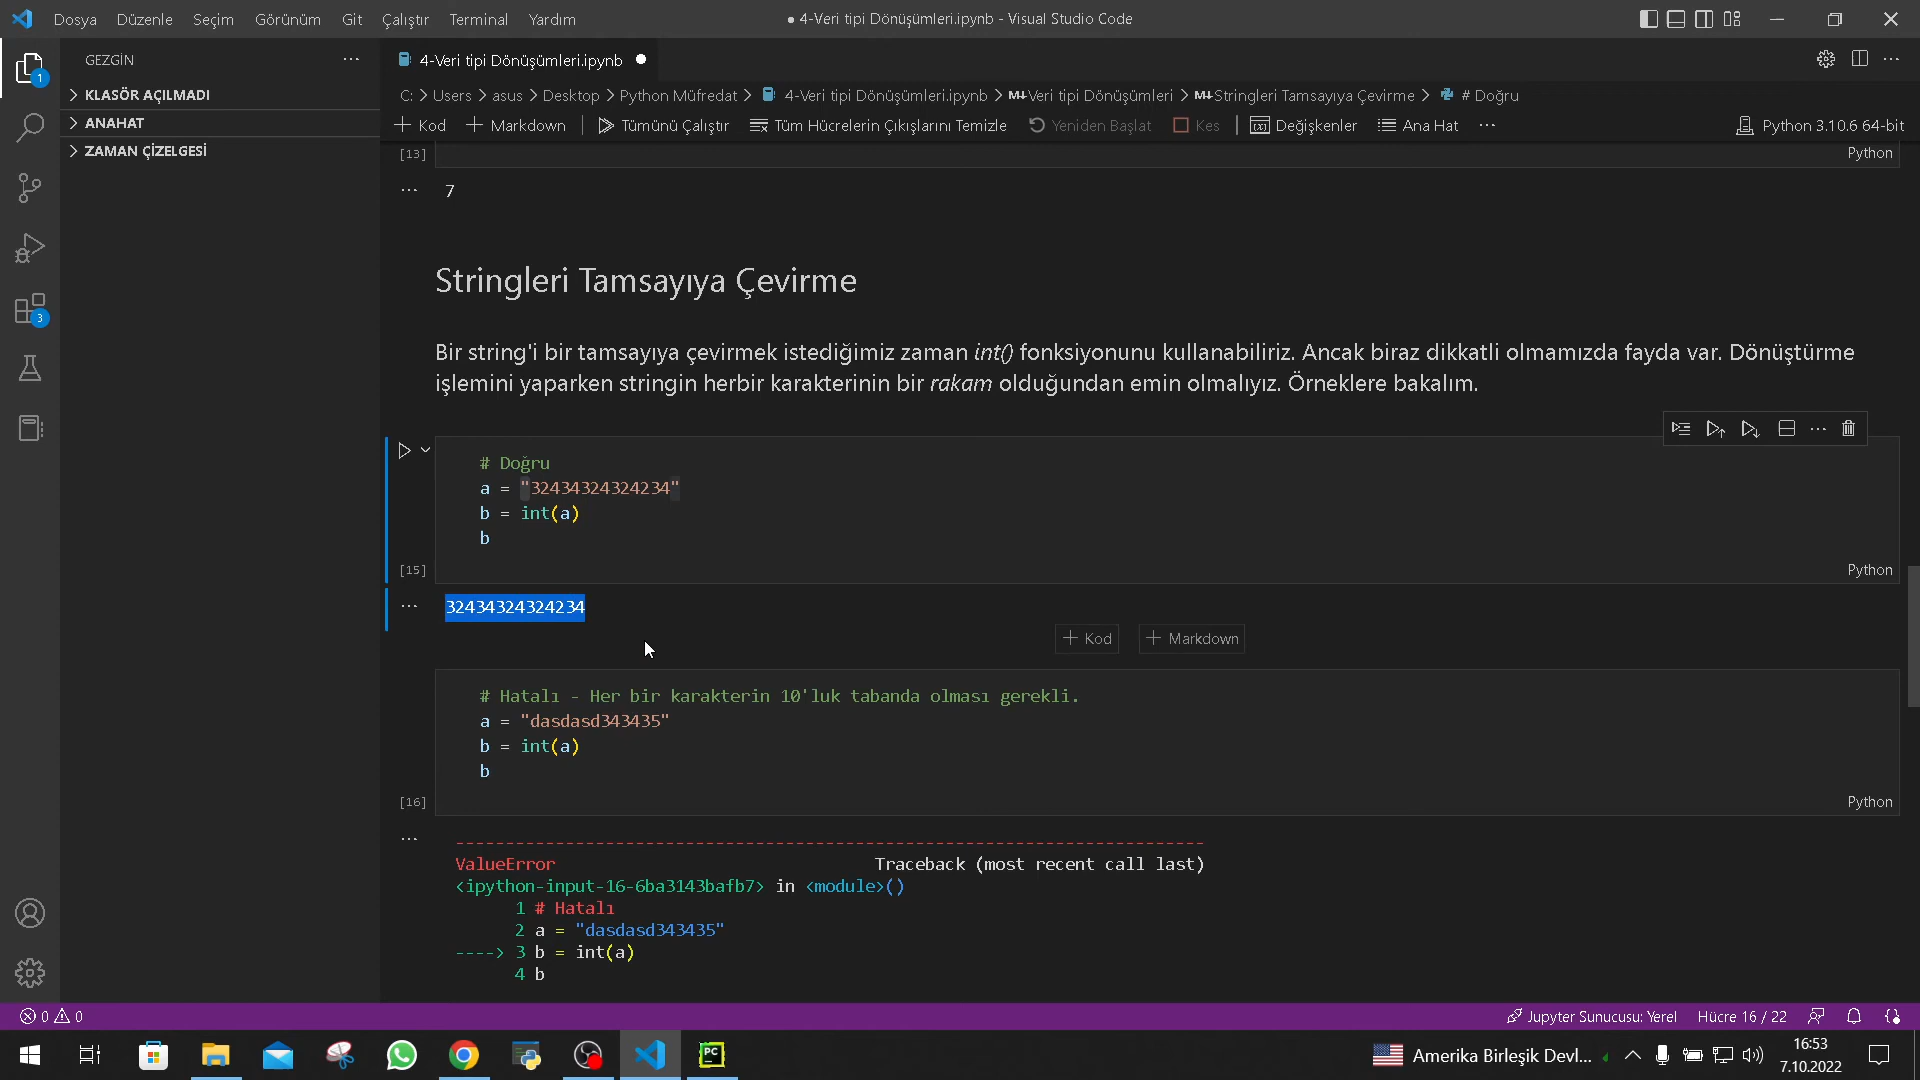 Dosya Düzenle Seçim Görünüm Git Çalıştır Terminal Yardım
● 4-Veri tipi Dönüşümleri.ipynb - Visual Studio Code
GEZGİN
1
KLASÖR AÇILMADI
ANAHAT
ZAMAN ÇİZELGESİ
3
4-Veri tipi Dönüşümleri.ipynb ●
C: > Users > asus > Desktop > Python Müfredat > 4-Veri tipi Dönüşümleri.ipynb > M↓Veri tipi Dönüşümleri > M↓Stringleri Tamsayıya Çevirme > # Doğru
+ Kod + Markdown | Tümünü Çalıştır Tüm Hücrelerin Çıkışlarını Temizle Yeniden Başlat Kes | Değişkenler Ana Hat ··· Python 3.10.6 64-bit
[13] Python
··· 7
Stringleri Tamsayıya Çevirme
Bir string'i bir tamsayıya çevirmek istediğimiz zaman int() fonksiyonunu kullanabiliriz. Ancak biraz dikkatli olmamızda fayda var. Dönüştürme
işlemini yaparken stringin herbir karakterinin bir rakam olduğundan emin olmalıyız. Örneklere bakalım.
# Doğru
a = "32434324324234"
b = int(a)
b
[15] Python
··· 32434324324234
+ Kod + Markdown
# Hatalı - Her bir karakterin 10'luk tabanda olması gerekli.
a = "dasdasd343435"
b = int(a)
b
[16] Python
···
---------------------------------------------------------------------------
ValueError Traceback (most recent call last)
<ipython-input-16-6ba3143bafb7> in <module>()
1 # Hatalı
2 a = "dasdasd343435"
----> 3 b = int(a)
4 b
0 0
Jupyter Sunucusu: Yerel Hücre 16 / 22
PC
Amerika Birleşik Devl...
16:53
7.10.2022